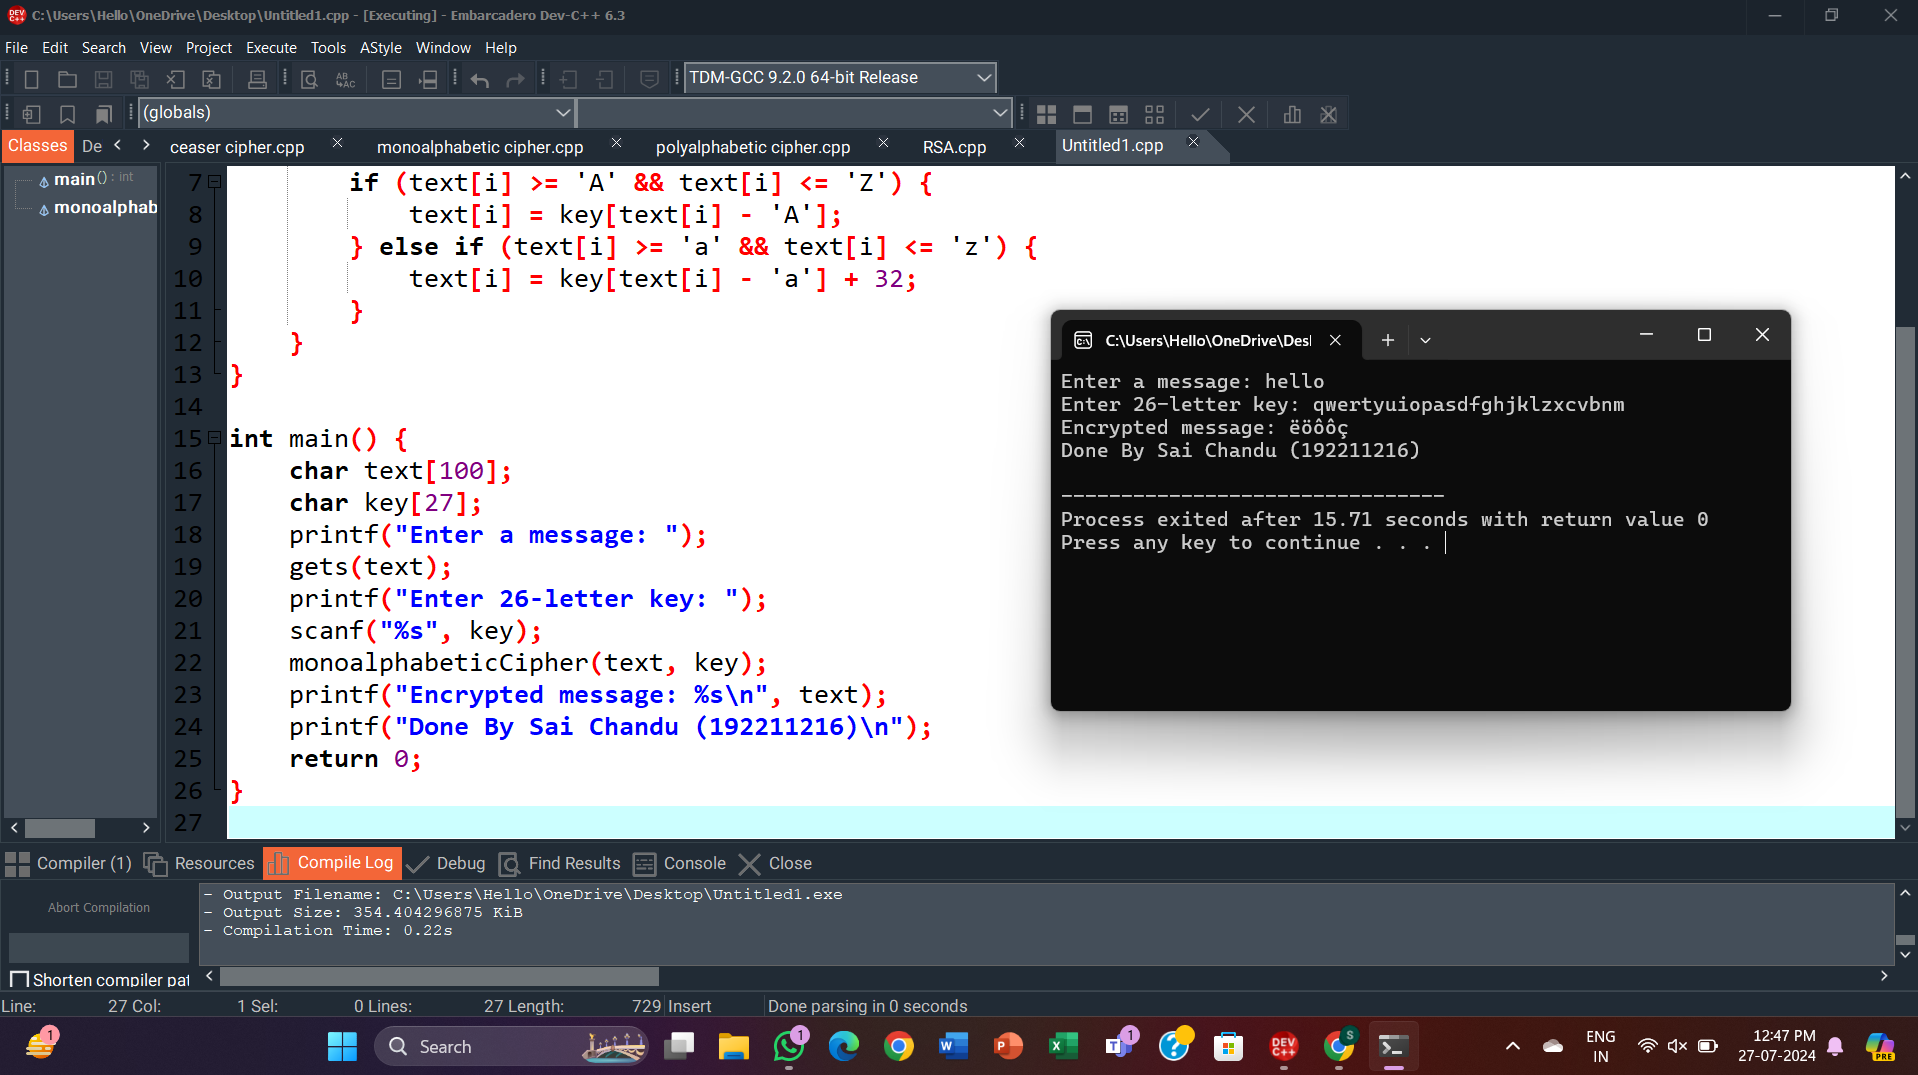 C:\Users\Hello\OneDrive\Desktop\Untitled1.cpp - [Executing] - Embarcadero Dev-C++ 6.3
File Edit Search View Project Execute Tools AStyle Window Help
TDM-GCC 9.2.0 64-bit Release
(globals)
Classes De ceaser cipher.cpp monoalphabetic cipher.cpp polyalphabetic cipher.cpp RSA.cpp Untitled1.cpp
main() : int
monoalphab
7 if (text[i] >= 'A' && text[i] <= 'Z') {
8 text[i] = key[text[i] - 'A'];
9 } else if (text[i] >= 'a' && text[i] <= 'z') {
10 text[i] = key[text[i] - 'a'] + 32;
11 }
12 }
13 }
14
15 int main() {
16 char text[100];
17 char key[27];
18 printf("Enter a message: ");
19 gets(text);
20 printf("Enter 26-letter key: ");
21 scanf("%s", key);
22 monoalphabeticCipher(text, key);
23 printf("Encrypted message: %s\n", text);
24 printf("Done By Sai Chandu (192211216)\n");
25 return 0;
26 }
27
C:\Users\Hello\OneDrive\Des
Enter a message: hello
Enter 26-letter key: qwertyuiopasdfghjklzxcvbnm
Encrypted message: ëöôôç
Done By Sai Chandu (192211216)
--------------------------------
Process exited after 15.71 seconds with return value 0
Press any key to continue . . .
Compiler (1) Resources Compile Log Debug Find Results Console Close
Abort Compilation
Shorten compiler pat
- Output Filename: C:\Users\Hello\OneDrive\Desktop\Untitled1.exe
- Output Size: 354.404296875 KiB
- Compilation Time: 0.22s
Line: 27 Col: 1 Sel: 0 Lines: 27 Length: 729 Insert Done parsing in 0 seconds
1
Search
1
1
DEV C++
S
ENG
IN
12:47 PM
27-07-2024
PRE